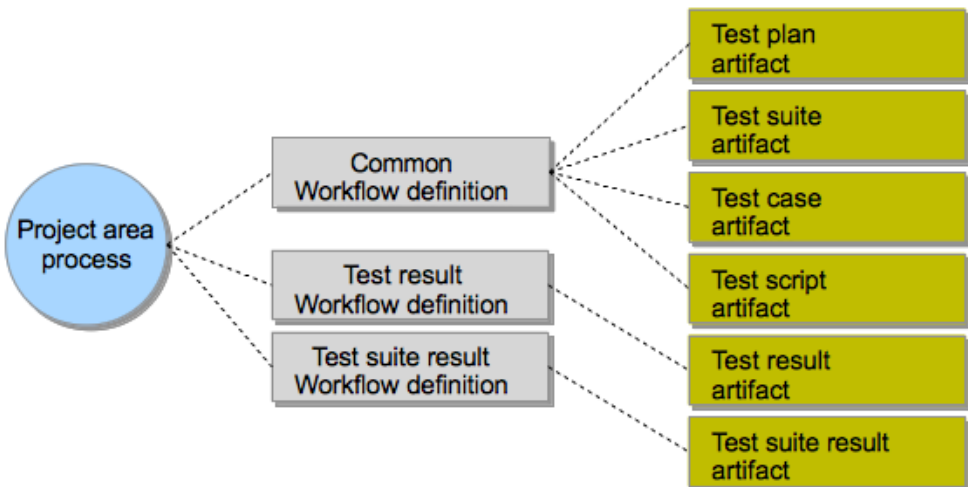 Project area
process
Common
Workflow definition
Test result
Workflow definition
Test suite result
Workflow definition
Test plan
artifact
Test suite
artifact
Test case
artifact
Test script
artifact
Test result
artifact
Test suite result
artifact